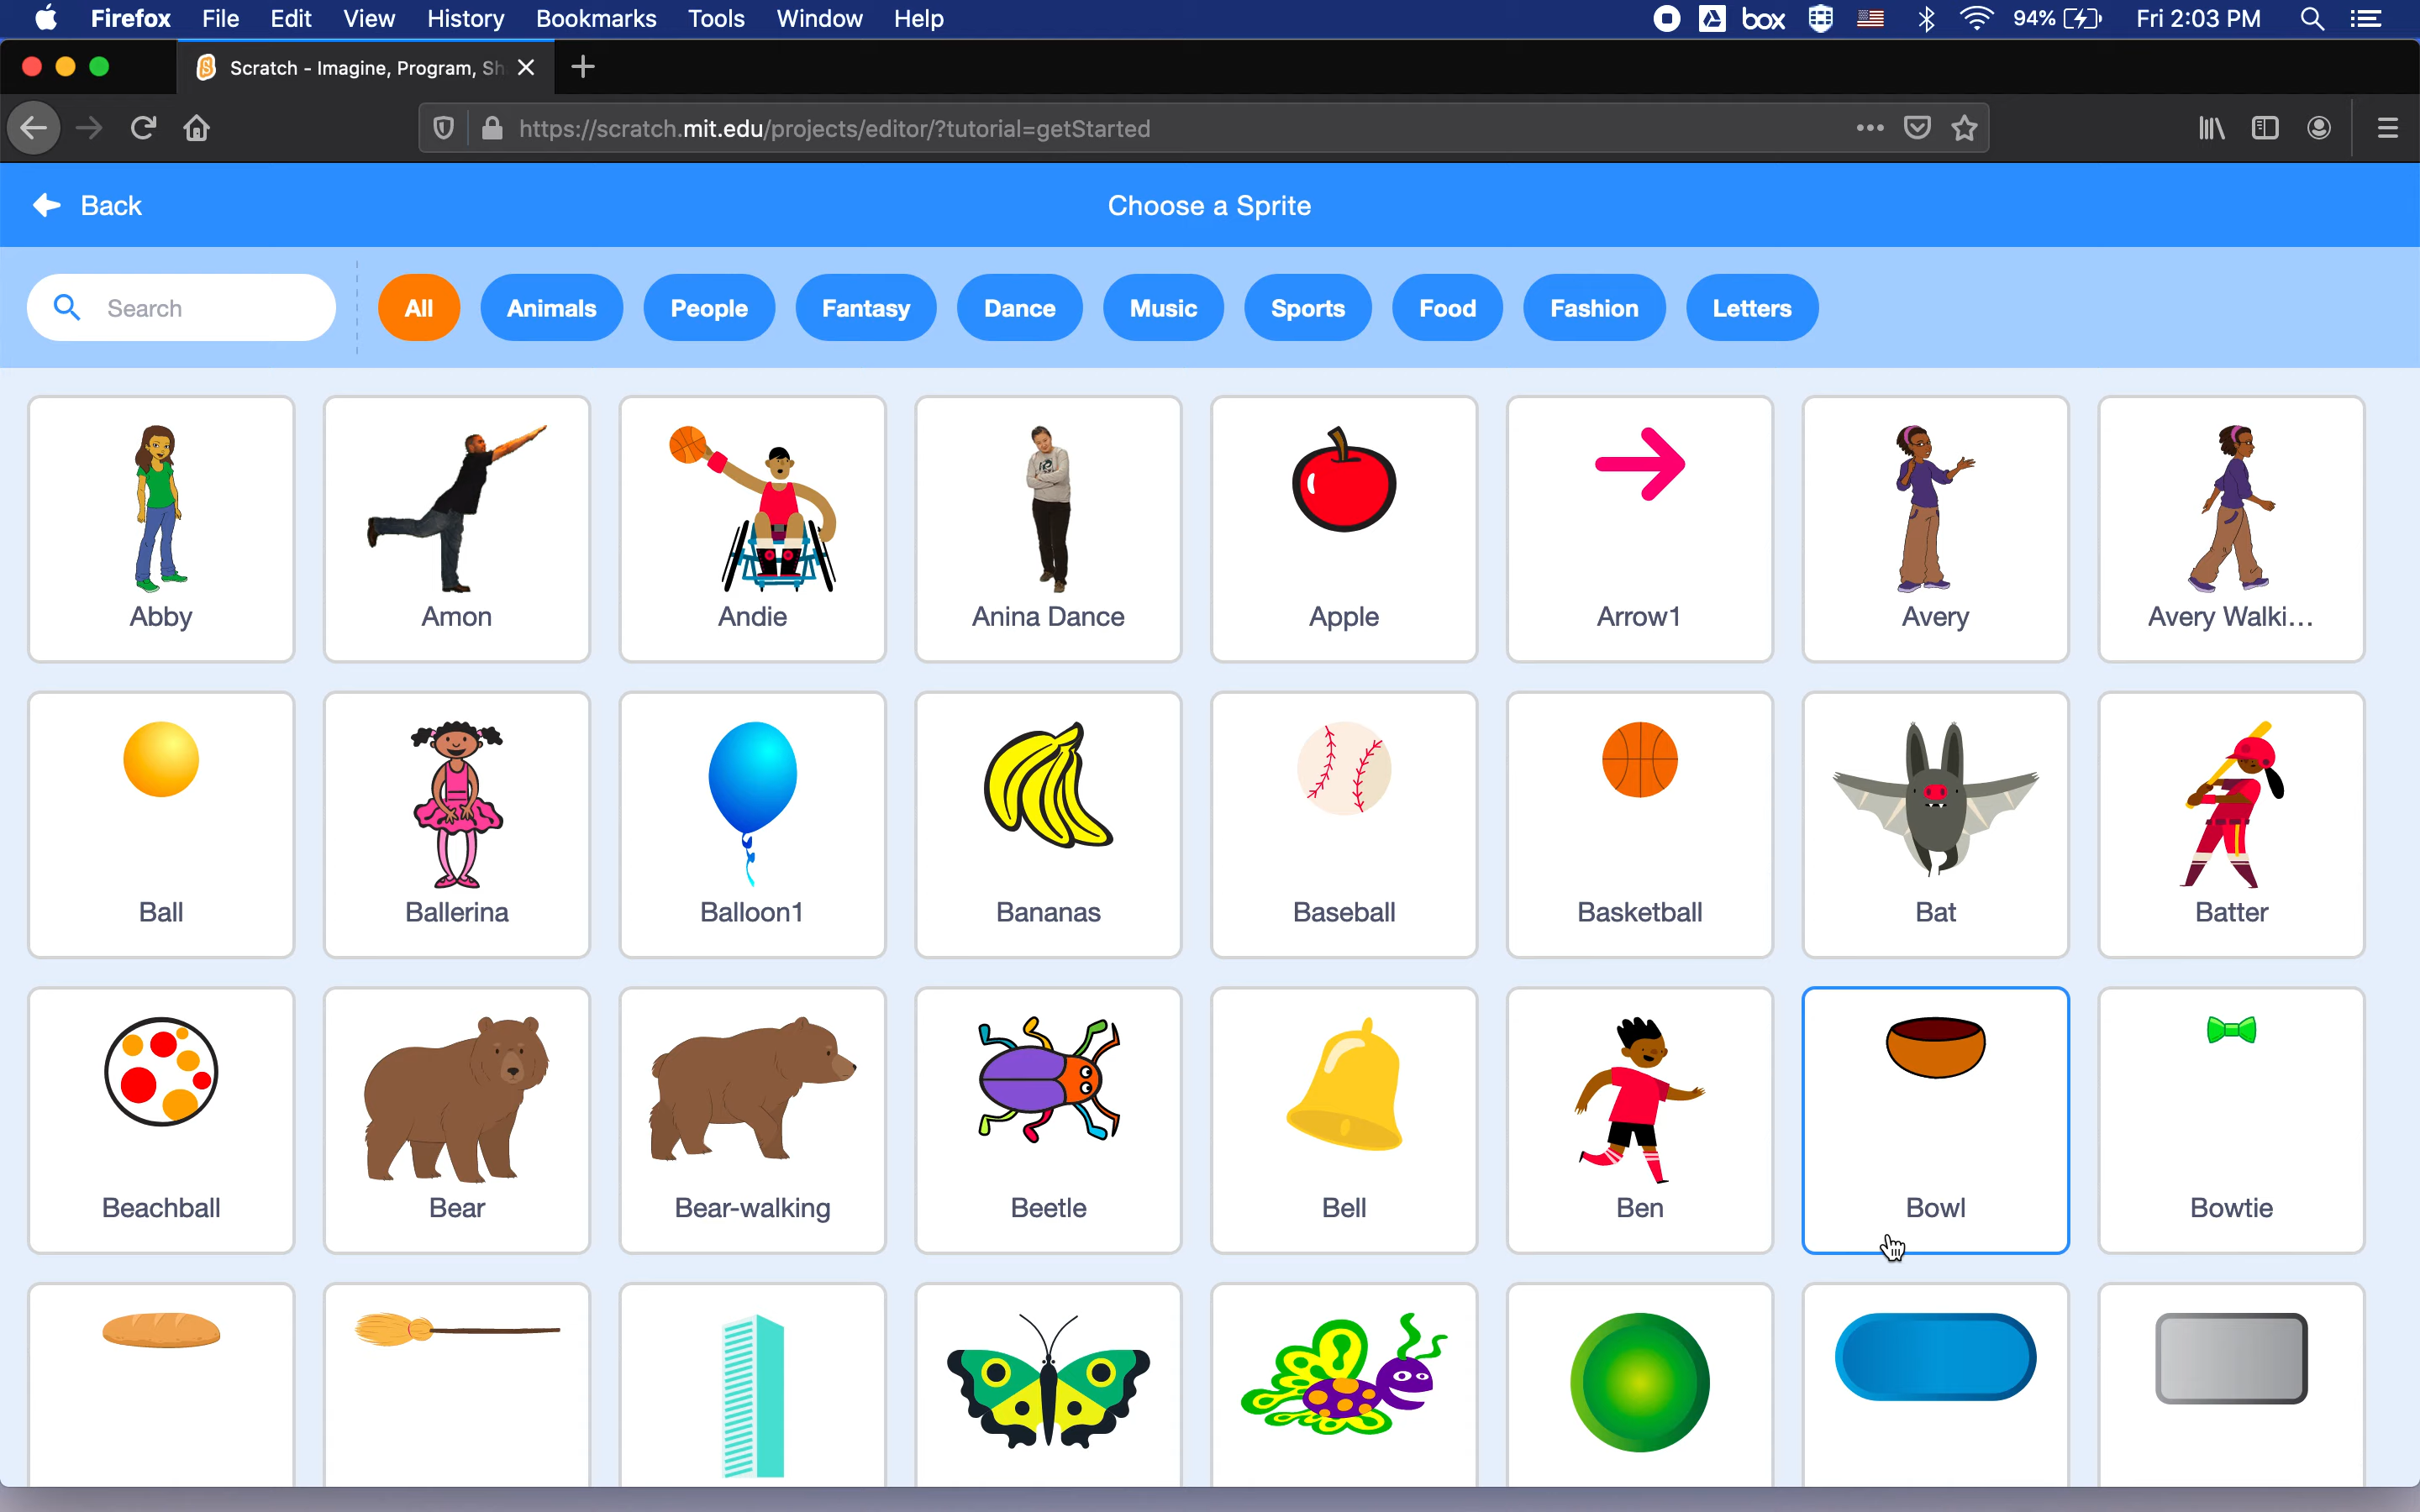 Firefox File Edit View History Bookmarks Tools Window Help box 94% Fri 2:03 PM
Scratch - Imagine, Program, Sh
https://scratch.mit.edu/projects/editor/?tutorial=getStarted
Back Choose a Sprite
Search All Animals People Fantasy Dance Music Sports Food Fashion Letters
Abby Amon Andie Anina Dance Apple Arrow1 Avery Avery Walki...
Ball Ballerina Balloon1 Bananas Baseball Basketball Bat Batter
Beachball Bear Bear-walking Beetle Bell Ben Bowl Bowtie